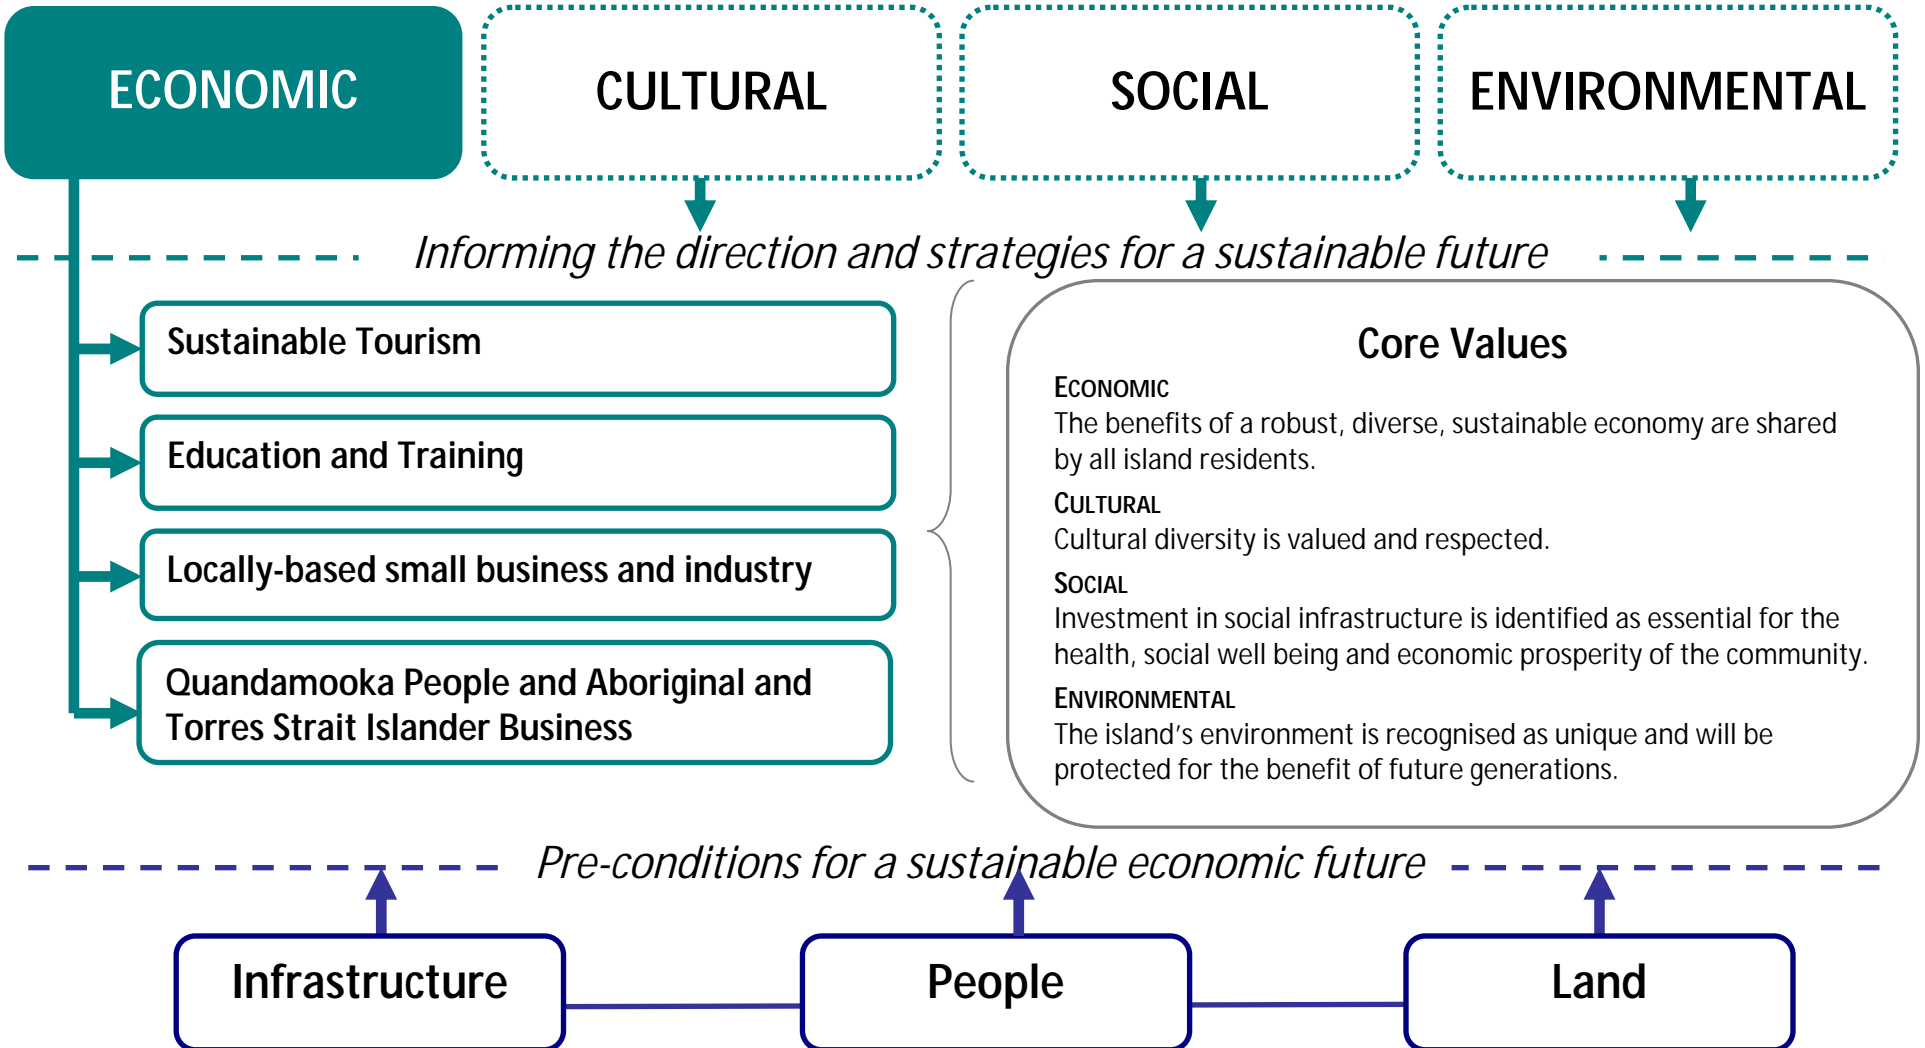 ECONOMIC
CULTURAL
SOCIAL
ENVIRONMENTAL
Informing the direction and strategies for a sustainable future
Sustainable Tourism
Education and Training
Locally-based small business and industry
Quandamooka People and Aboriginal and
Torres Strait Islander Business
Core Values
ECONOMIC
The benefits of a robust, diverse, sustainable economy are shared
by all island residents.
CULTURAL
Cultural diversity is valued and respected.
SOCIAL
Investment in social infrastructure is identified as essential for the
health, social well being and economic prosperity of the community.
ENVIRONMENTAL
The island's environment is recognised as unique and will be
protected for the benefit of future generations.
Pre-conditions for a sustainable economic future
Infrastructure
People
Land